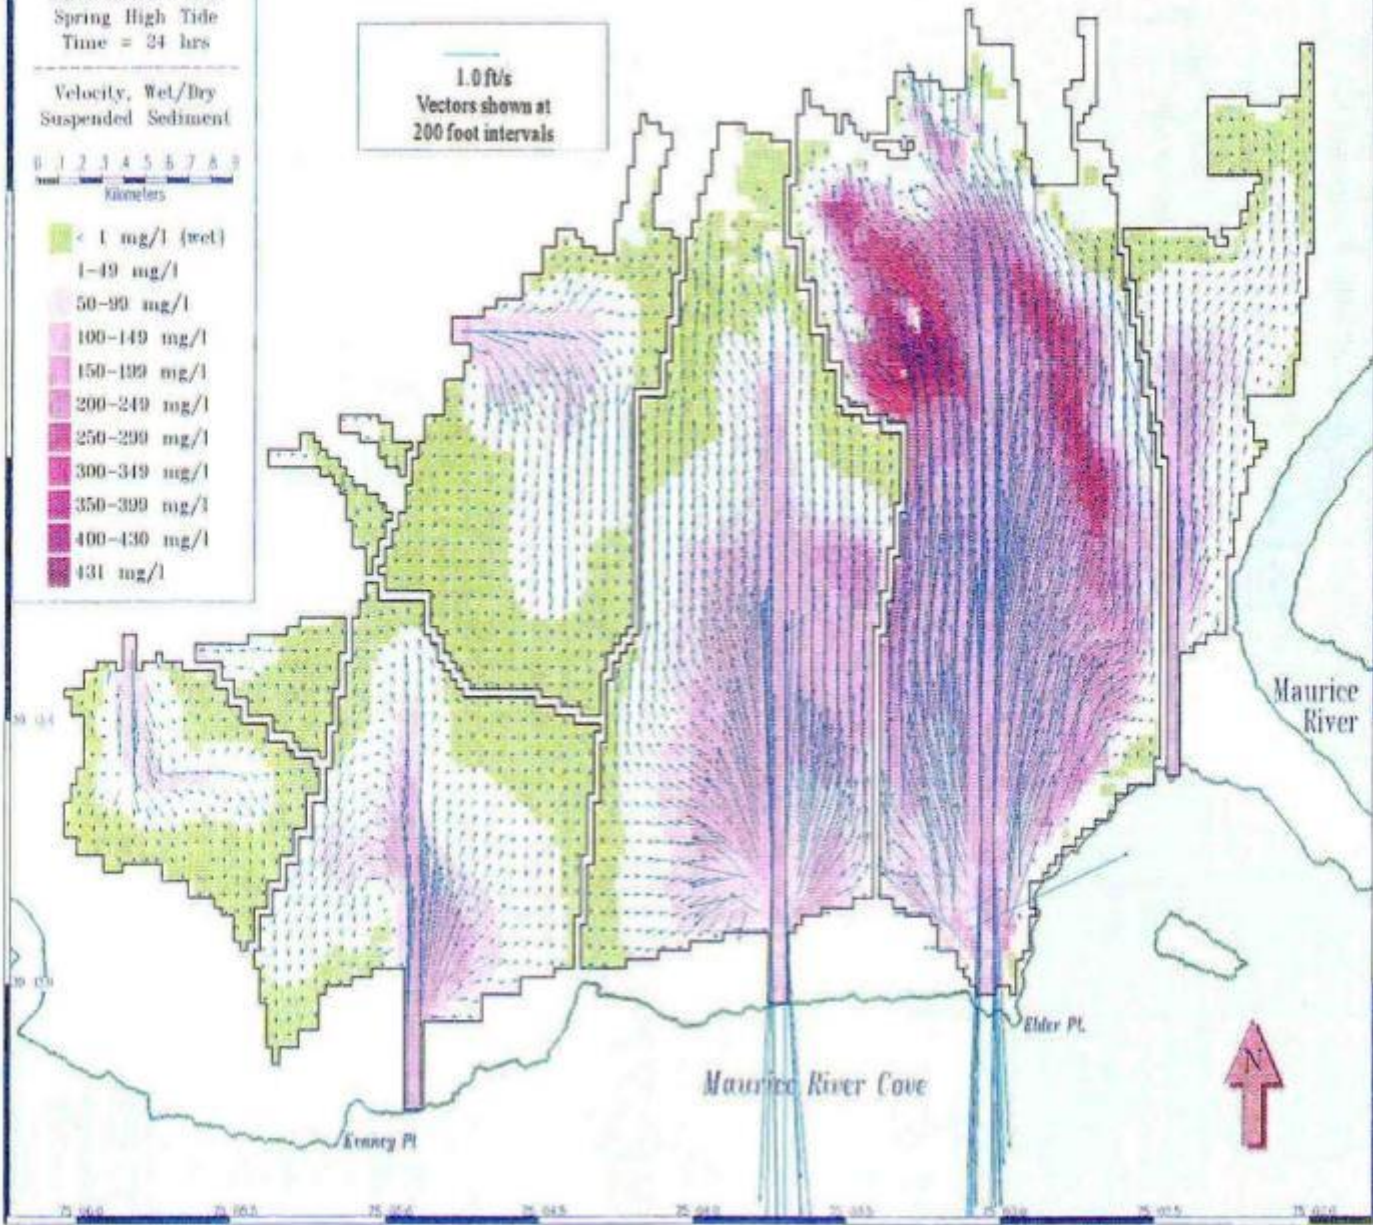 Spring High Tide
Time = 24 hrs
Velocity, Wet/Dry
Suspended Sediment
0 1 2 3 4 5 6 7 8 9
Kilometers
< 1 mg/l (wet)
1-49 mg/l
50-99 mg/l
100-149 mg/l
150-199 mg/l
200-249 mg/l
250-299 mg/l
300-349 mg/l
350-399 mg/l
400-430 mg/l
431 mg/l
1.0 ft/s
Vectors shown at
200 foot intervals
Maurice
River
Elder Pt.
Maurice River Cove
N